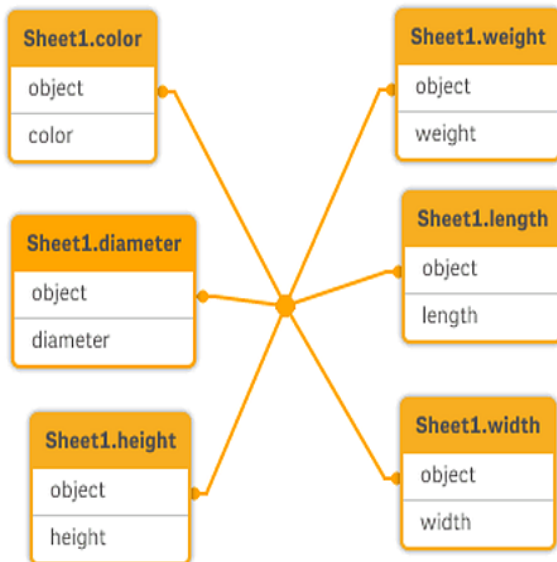 Sheet1.color
object
color
Sheet1.weight
object
weight
Sheet1.diameter
object
diameter
Sheet1.length
object
length
Sheet1.height
object
height
Sheet1.width
object
width